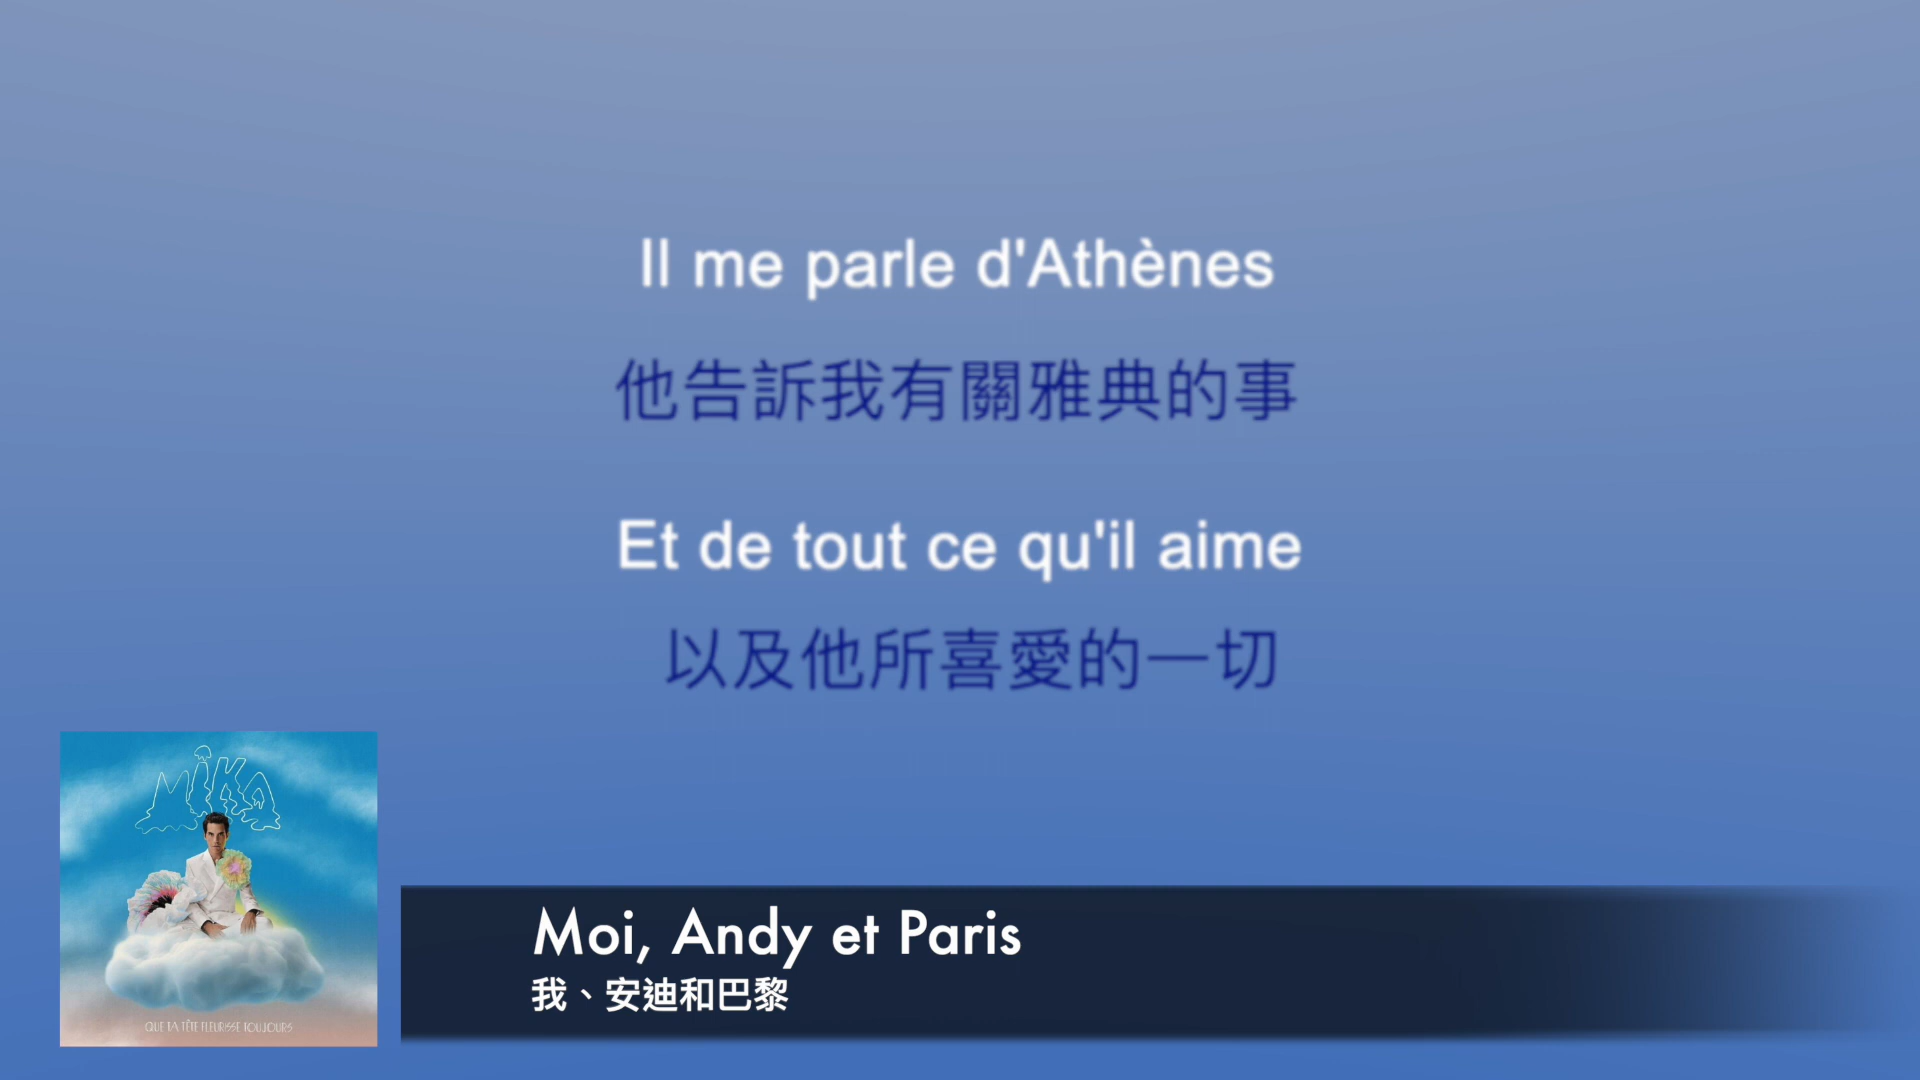 Il me parle d'Athènes
他告訴我有關雅典的事
Et de tout ce qu'il aime
以及他所喜愛的一切
MIKA
QUE TA TÊTE FLEURISSE TOUJOURS
Moi, Andy et Paris
我、安迪和巴黎